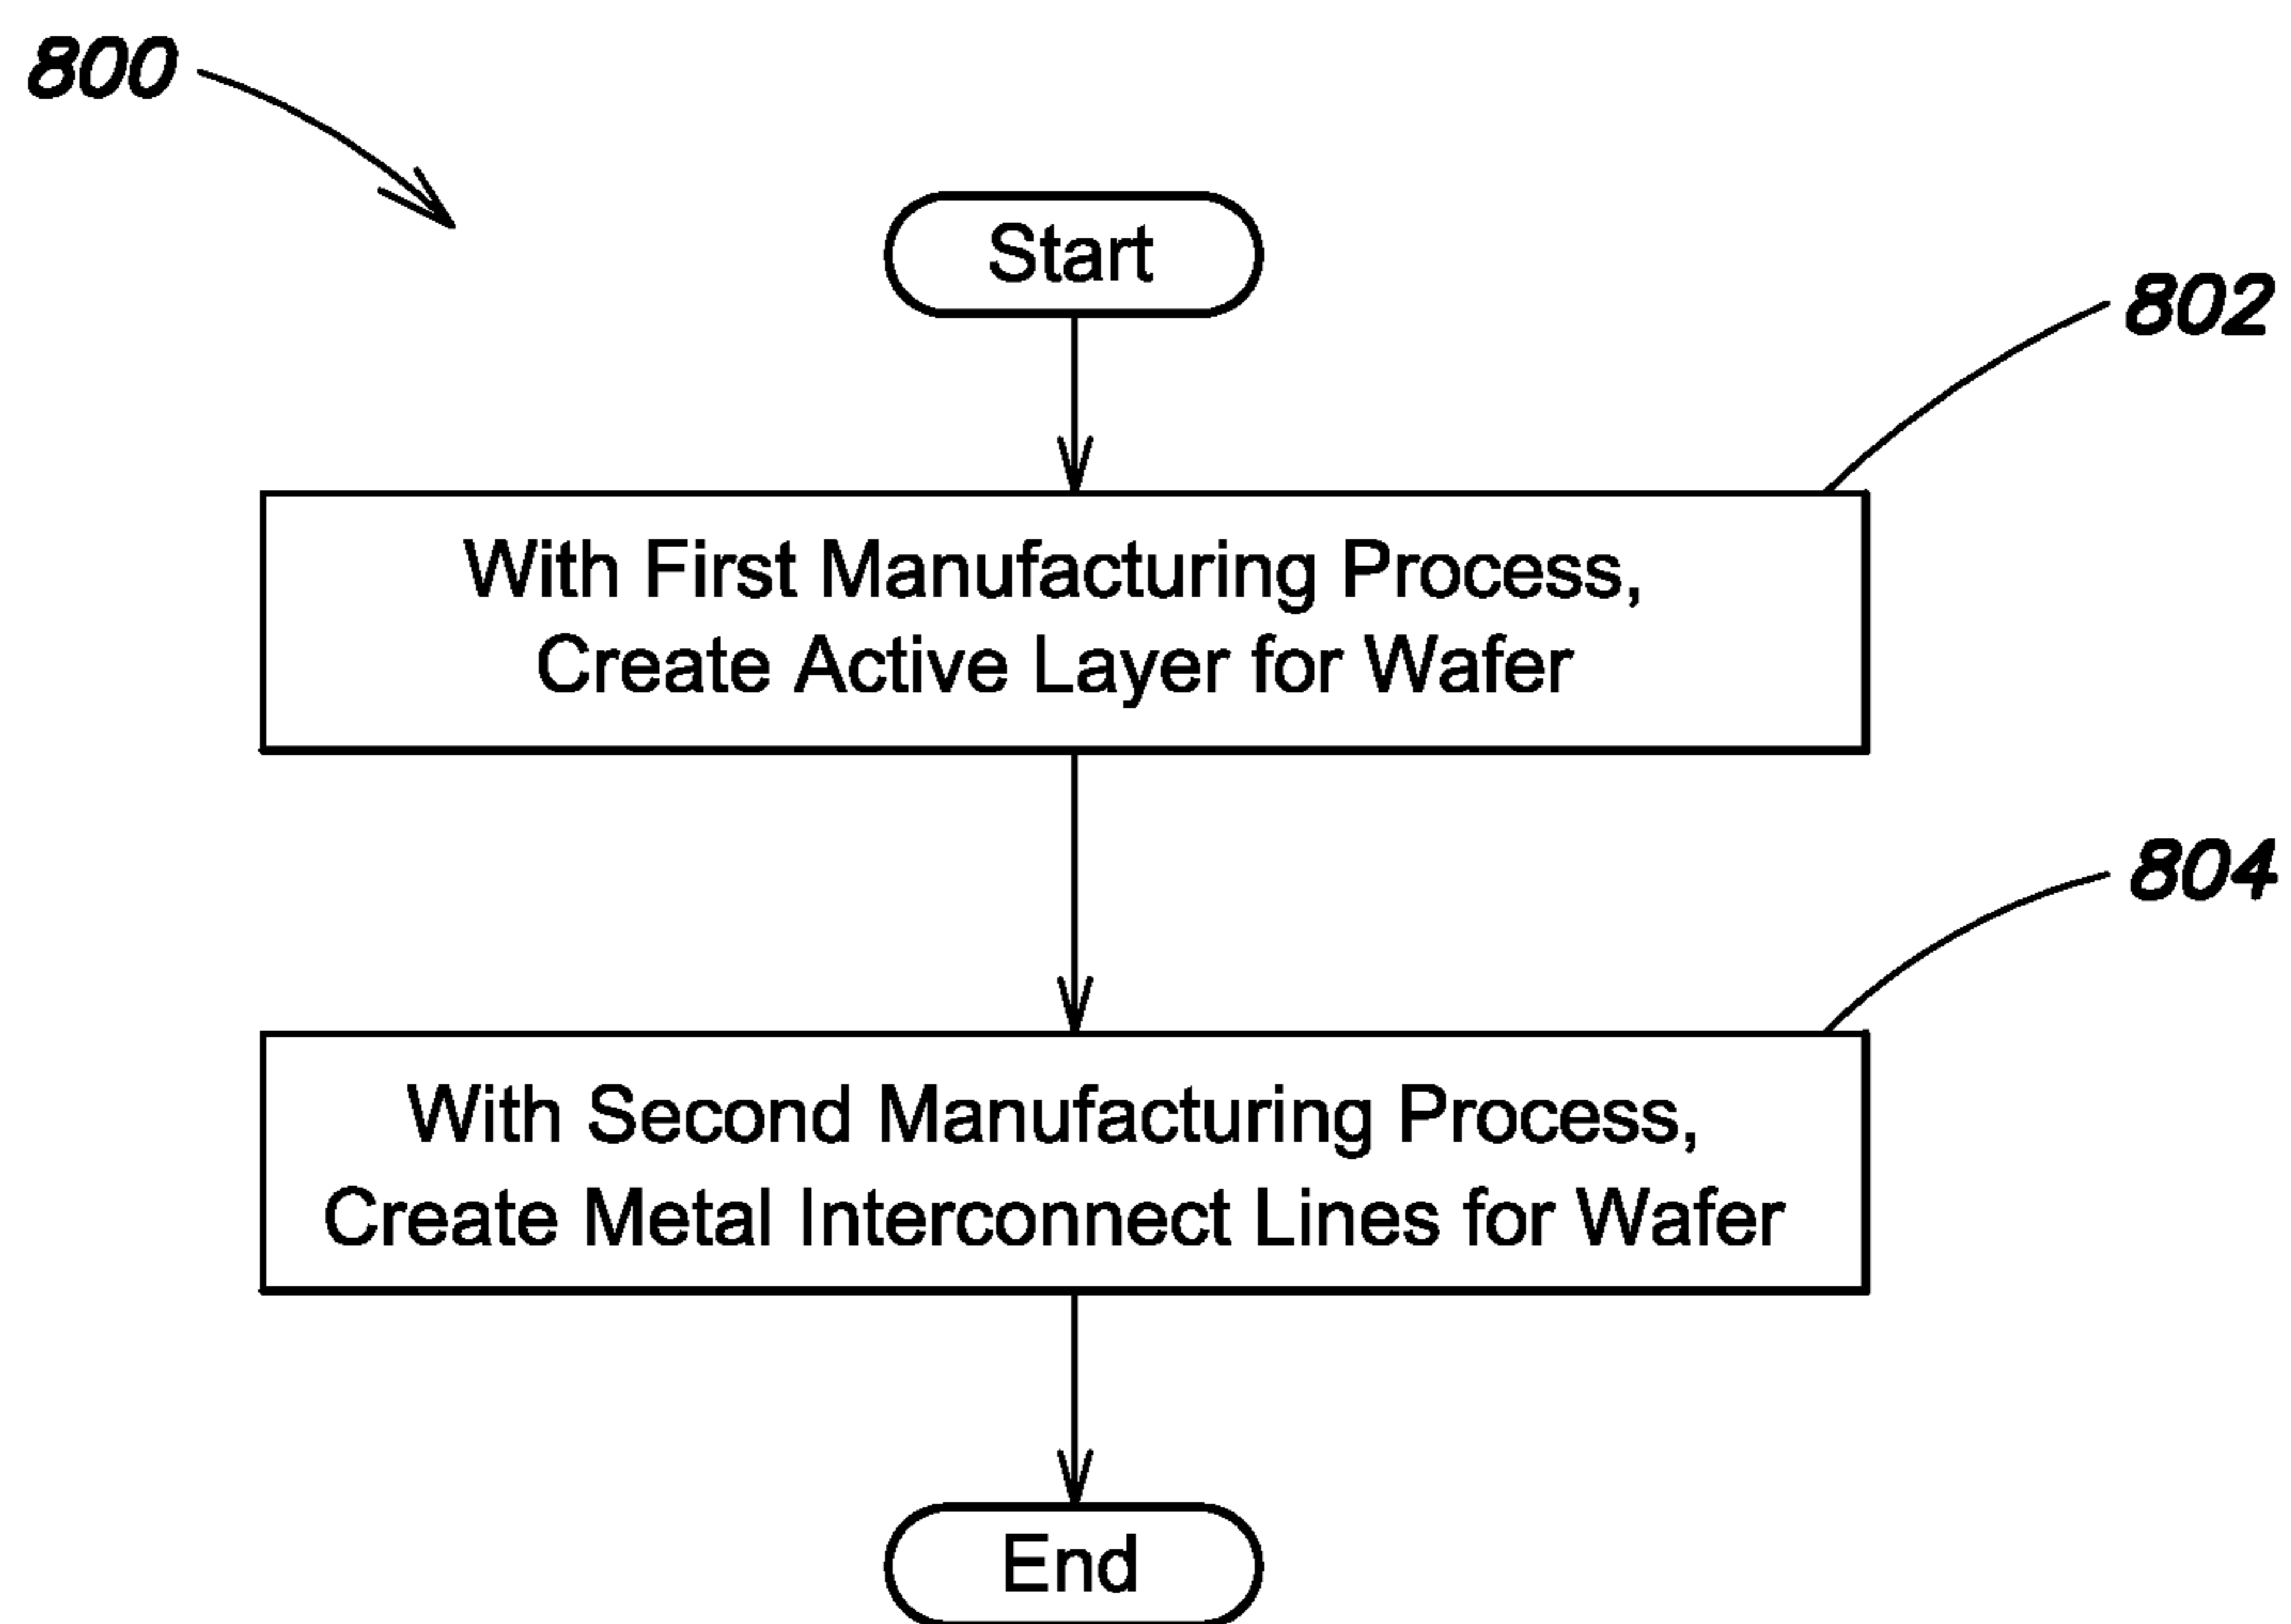 800
Start
802
With First Manufacturing Process,
Create Active Layer for Wafer
804
With Second Manufacturing Process,
Create Metal Interconnect Lines for Wafer
End